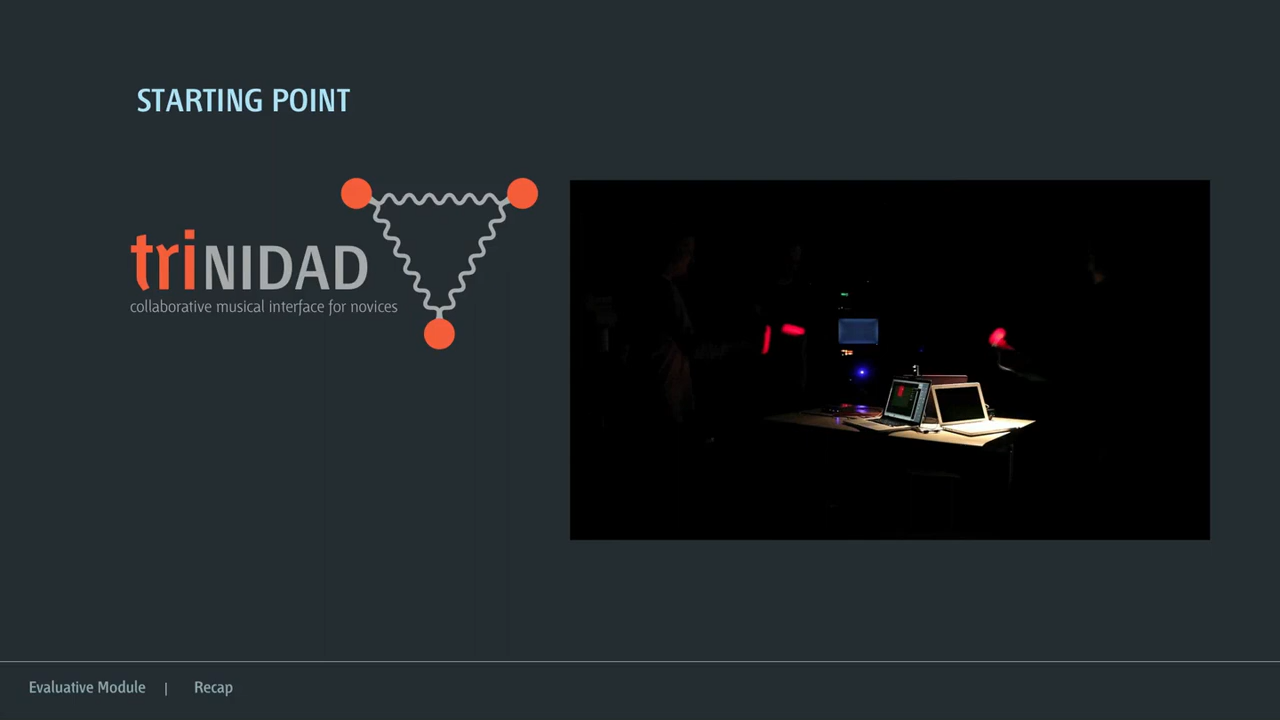 STARTING POINT
triNIDAD
collaborative musical interface for novices
Evaluative Module | Recap